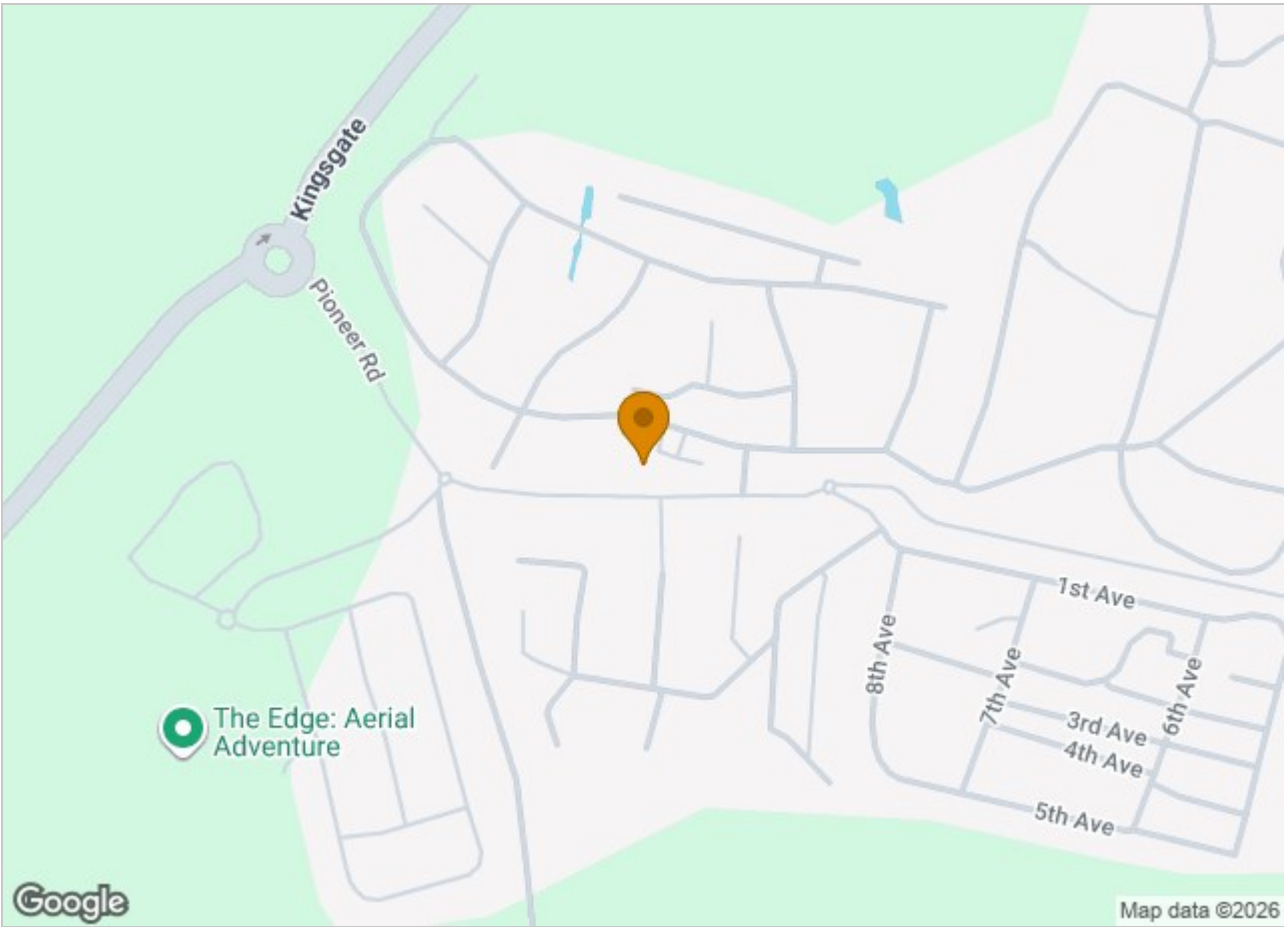 Kingsgate
Pioneer Rd
1st Ave
8th Ave
7th Ave
6th Ave
3rd Ave
4th Ave
The Edge: Aerial
Adventure
5th Ave
Google
Map data ©2026